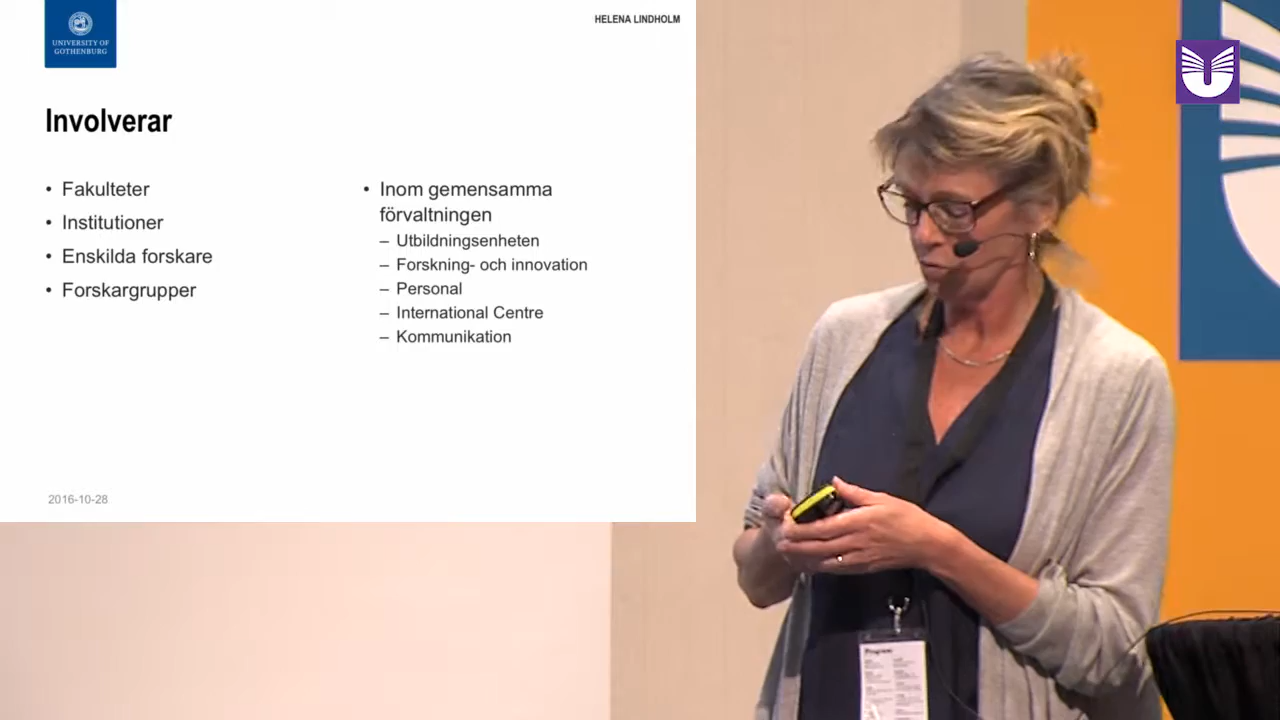 UNIVERSITY OF
GOTHENBURG
HELENA LINDHOLM
Involverar
• Fakulteter
• Institutioner
• Enskilda forskare
• Forskargrupper
• Inom gemensamma
förvaltningen
– Utbildningsenheten
– Forskning- och innovation
– Personal
– International Centre
– Kommunikation
2016-10-28
Program